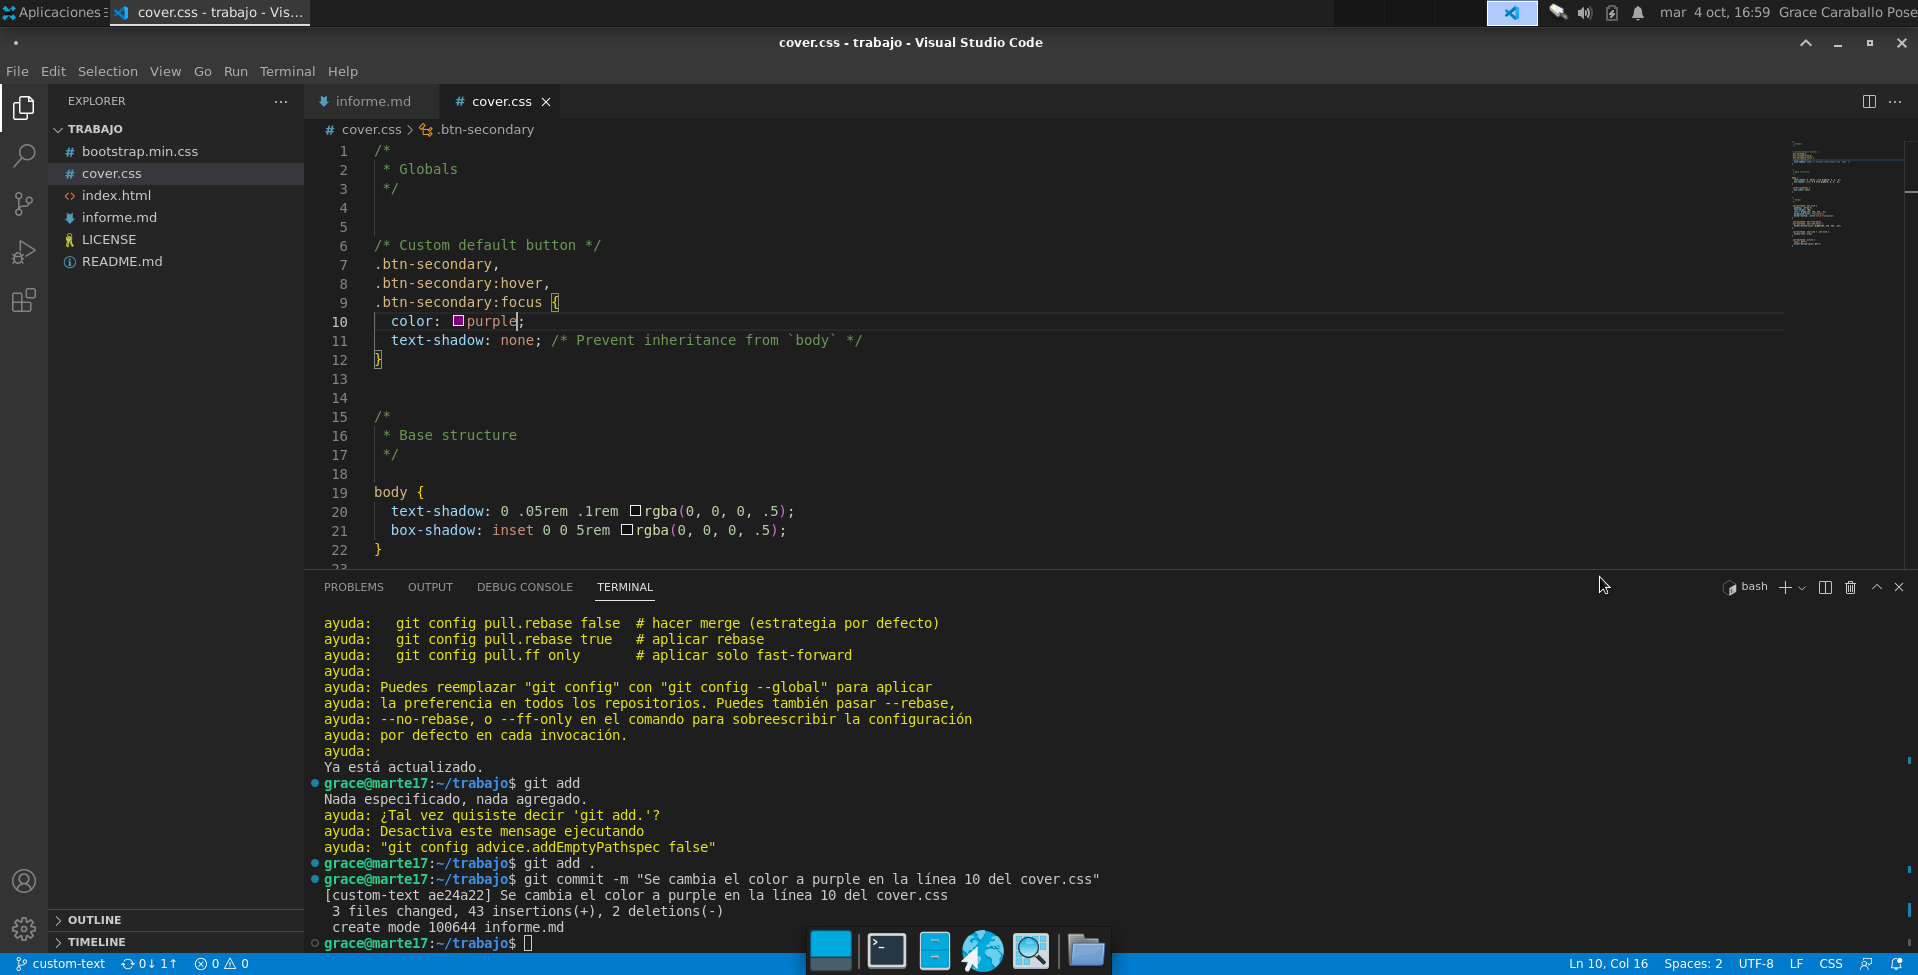 Aplicaciones
cover.css - trabajo - Vis...
mar 4 oct, 16:59 Grace Caraballo Pose
cover.css - trabajo - Visual Studio Code
File Edit Selection View Go Run Terminal Help
EXPLORER
TRABAJO
# bootstrap.min.css
# cover.css
<> index.html
informe.md
LICENSE
README.md
OUTLINE
TIMELINE
informe.md
# cover.css
# cover.css > .btn-secondary
1 /*
2  * Globals
3  */
4
5
6 /* Custom default button */
7 .btn-secondary,
8 .btn-secondary:hover,
9 .btn-secondary:focus {
10   color: purple;
11   text-shadow: none; /* Prevent inheritance from `body` */
12 }
13
14
15 /*
16  * Base structure
17  */
18
19 body {
20   text-shadow: 0 .05rem .1rem rgba(0, 0, 0, .5);
21   box-shadow: inset 0 0 5rem rgba(0, 0, 0, .5);
22 }
23
PROBLEMS OUTPUT DEBUG CONSOLE TERMINAL
bash
ayuda:   git config pull.rebase false  # hacer merge (estrategia por defecto)
ayuda:   git config pull.rebase true   # aplicar rebase
ayuda:   git config pull.ff only       # aplicar solo fast-forward
ayuda:
ayuda: Puedes reemplazar "git config" con "git config --global" para aplicar
ayuda: la preferencia en todos los repositorios. Puedes también pasar --rebase,
ayuda: --no-rebase, o --ff-only en el comando para sobreescribir la configuración
ayuda: por defecto en cada invocación.
ayuda:
Ya está actualizado.
grace@marte17:~/trabajo$ git add
Nada especificado, nada agregado.
ayuda: ¿Tal vez quisiste decir 'git add.'?
ayuda: Desactiva este mensage ejecutando
ayuda: "git config advice.addEmptyPathspec false"
grace@marte17:~/trabajo$ git add .
grace@marte17:~/trabajo$ git commit -m "Se cambia el color a purple en la línea 10 del cover.css"
[custom-text ae24a22] Se cambia el color a purple en la línea 10 del cover.css
 3 files changed, 43 insertions(+), 2 deletions(-)
 create mode 100644 informe.md
grace@marte17:~/trabajo$
custom-text 0↓ 1↑ 0 0
Ln 10, Col 16 Spaces: 2 UTF-8 LF CSS